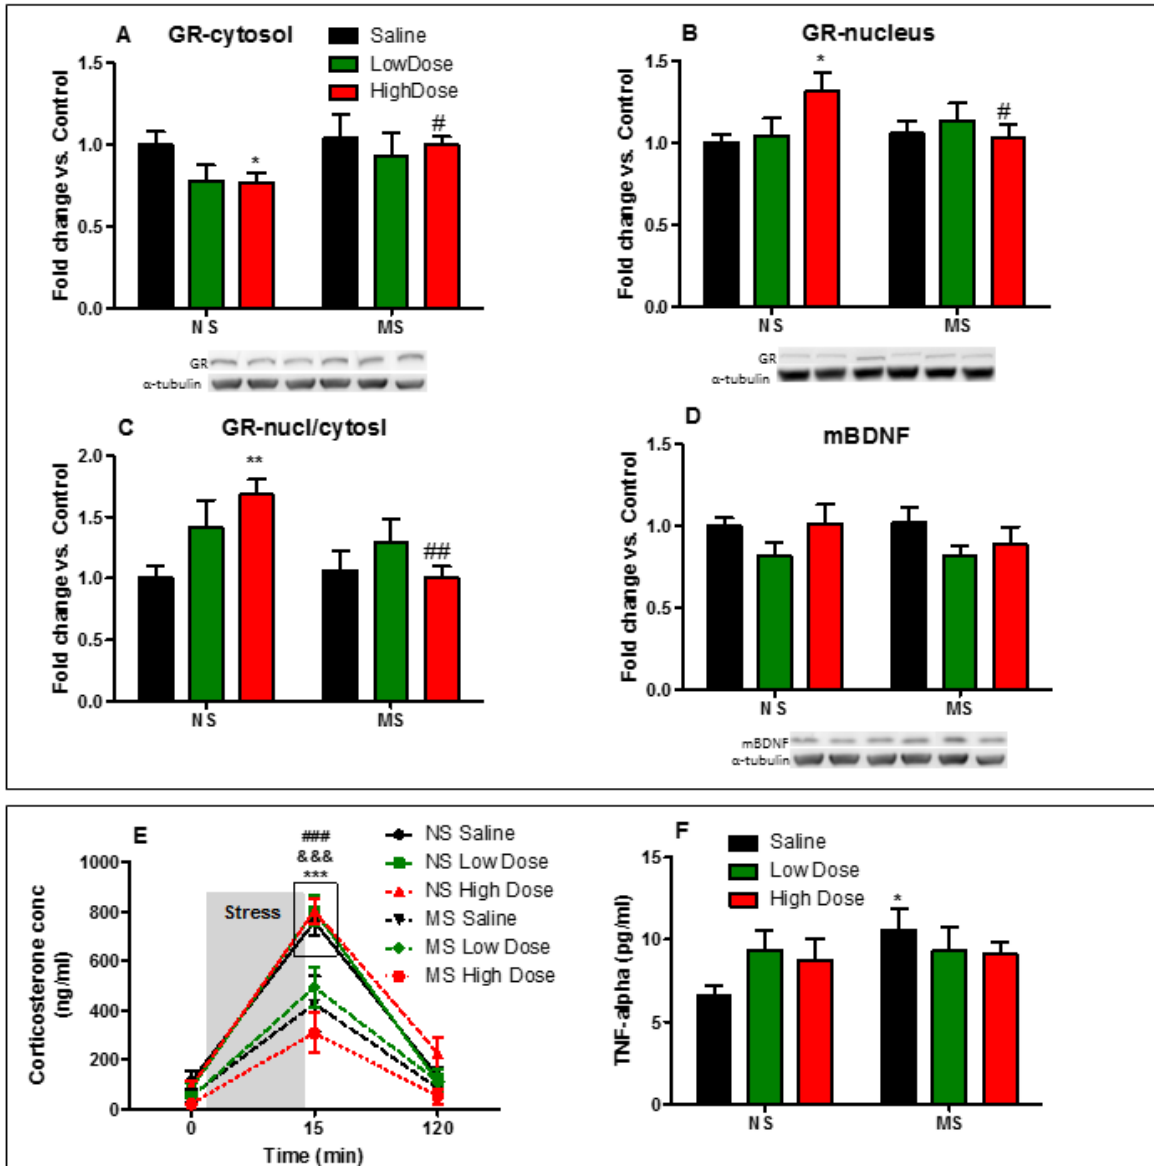 A GR-cytosol
Saline
LowDose
HighDose
Fold change vs. Control
1.5
1.0
0.5
0.0
*
#
NS MS
GR
α-tubulin
B GR-nucleus
Fold change vs. Control
1.5
1.0
0.5
0.0
*
#
NS MS
GR
α-tubulin
C GR-nucl/cytosl
Fold change vs. Control
2.0
1.5
1.0
0.5
0.0
**
##
NS MS
D mBDNF
Fold change vs. Control
1.5
1.0
0.5
0.0
NS MS
mBDNF
α-tubulin
E
###
&&&
***
Stress
NS Saline
NS Low Dose
NS High Dose
MS Saline
MS Low Dose
MS High Dose
Corticosterone conc
(ng/ml)
1000
800
600
400
200
0
0 15 120
Time (min)
F
Saline
Low Dose
High Dose
TNF-alpha (pg/ml)
15
10
5
0
*
NS MS